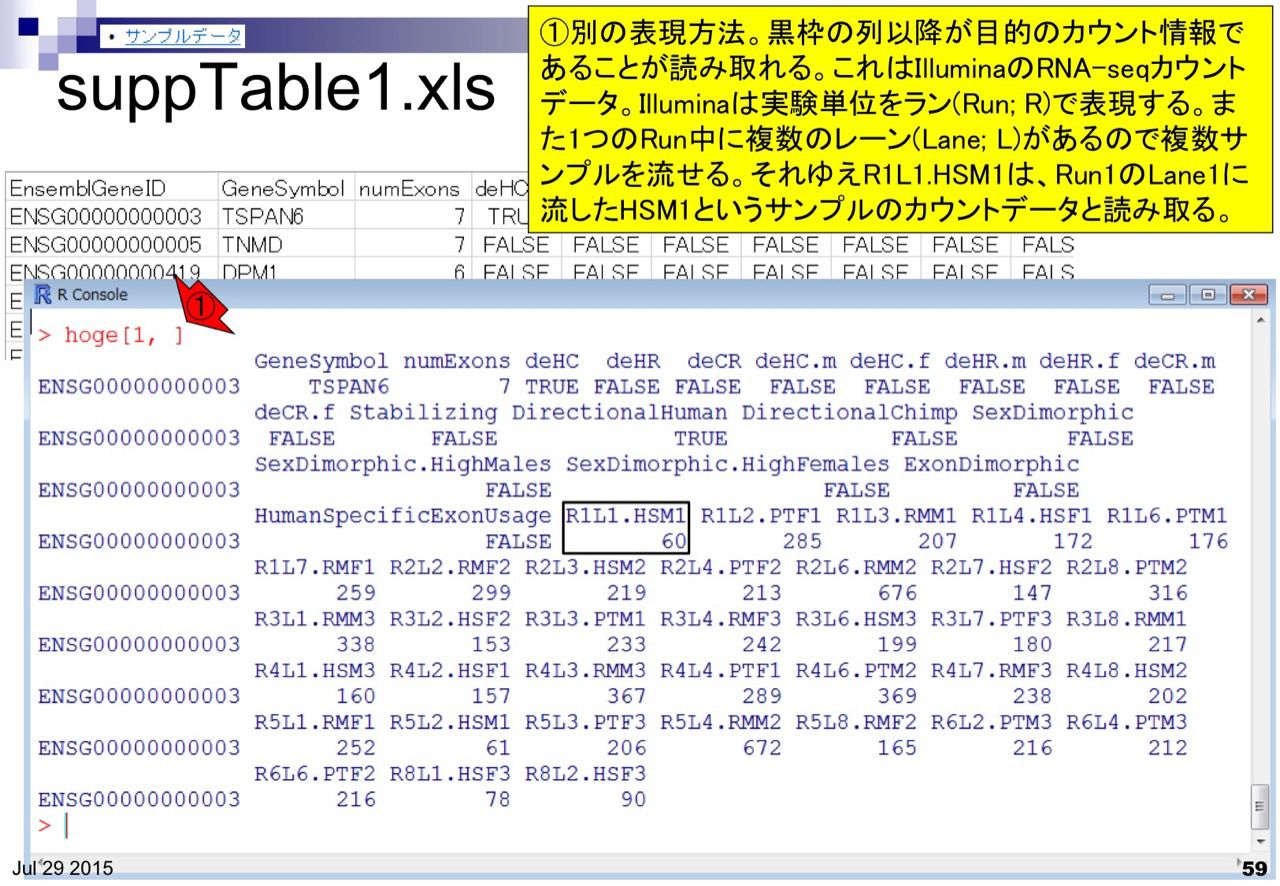 • サンプルデータ
suppTable1.xls
①別の表現方法。黒枠の列以降が目的のカウント情報で
あることが読み取れる。これはIlluminaのRNA-seqカウント
データ。Illuminaは実験単位をラン(Run; R)で表現する。ま
た1つのRun中に複数のレーン(Lane; L)があるので複数サ
ンプルを流せる。それゆえR1L1.HSM1は、Run1のLane1に
流したHSM1というサンプルのカウントデータと読み取る。
EnsemblGeneID GeneSymbol numExons deHC
ENSG00000000003 TSPAN6 7 TRU
ENSG00000000005 TNMD 7 FALSE FALSE FALSE FALSE FALSE FALSE FALS
ENSG00000000419 DPM1 6 FALSE FALSE FALSE FALSE FALSE FALSE FALS
E
E
E
①
R Console
> hoge[1, ]
GeneSymbol numExons deHC deHR deCR deHC.m deHC.f deHR.m deHR.f deCR.m
ENSG00000000003 TSPAN6 7 TRUE FALSE FALSE FALSE FALSE FALSE FALSE FALSE
deCR.f Stabilizing DirectionalHuman DirectionalChimp SexDimorphic
ENSG00000000003 FALSE FALSE TRUE FALSE FALSE
SexDimorphic.HighMales SexDimorphic.HighFemales ExonDimorphic
ENSG00000000003 FALSE FALSE FALSE
HumanSpecificExonUsage R1L1.HSM1 R1L2.PTF1 R1L3.RMM1 R1L4.HSF1 R1L6.PTM1
ENSG00000000003 FALSE 60 285 207 172 176
R1L7.RMF1 R2L2.RMF2 R2L3.HSM2 R2L4.PTF2 R2L6.RMM2 R2L7.HSF2 R2L8.PTM2
ENSG00000000003 259 299 219 213 676 147 316
R3L1.RMM3 R3L2.HSF2 R3L3.PTM1 R3L4.RMF3 R3L6.HSM3 R3L7.PTF3 R3L8.RMM1
ENSG00000000003 338 153 233 242 199 180 217
R4L1.HSM3 R4L2.HSF1 R4L3.RMM3 R4L4.PTF1 R4L6.PTM2 R4L7.RMF3 R4L8.HSM2
ENSG00000000003 160 157 367 289 369 238 202
R5L1.RMF1 R5L2.HSM1 R5L3.PTF3 R5L4.RMM2 R5L8.RMF2 R6L2.PTM3 R6L4.PTM3
ENSG00000000003 252 61 206 672 165 216 212
R6L6.PTF2 R8L1.HSF3 R8L2.HSF3
ENSG00000000003 216 78 90
>
Jul 29 2015
59